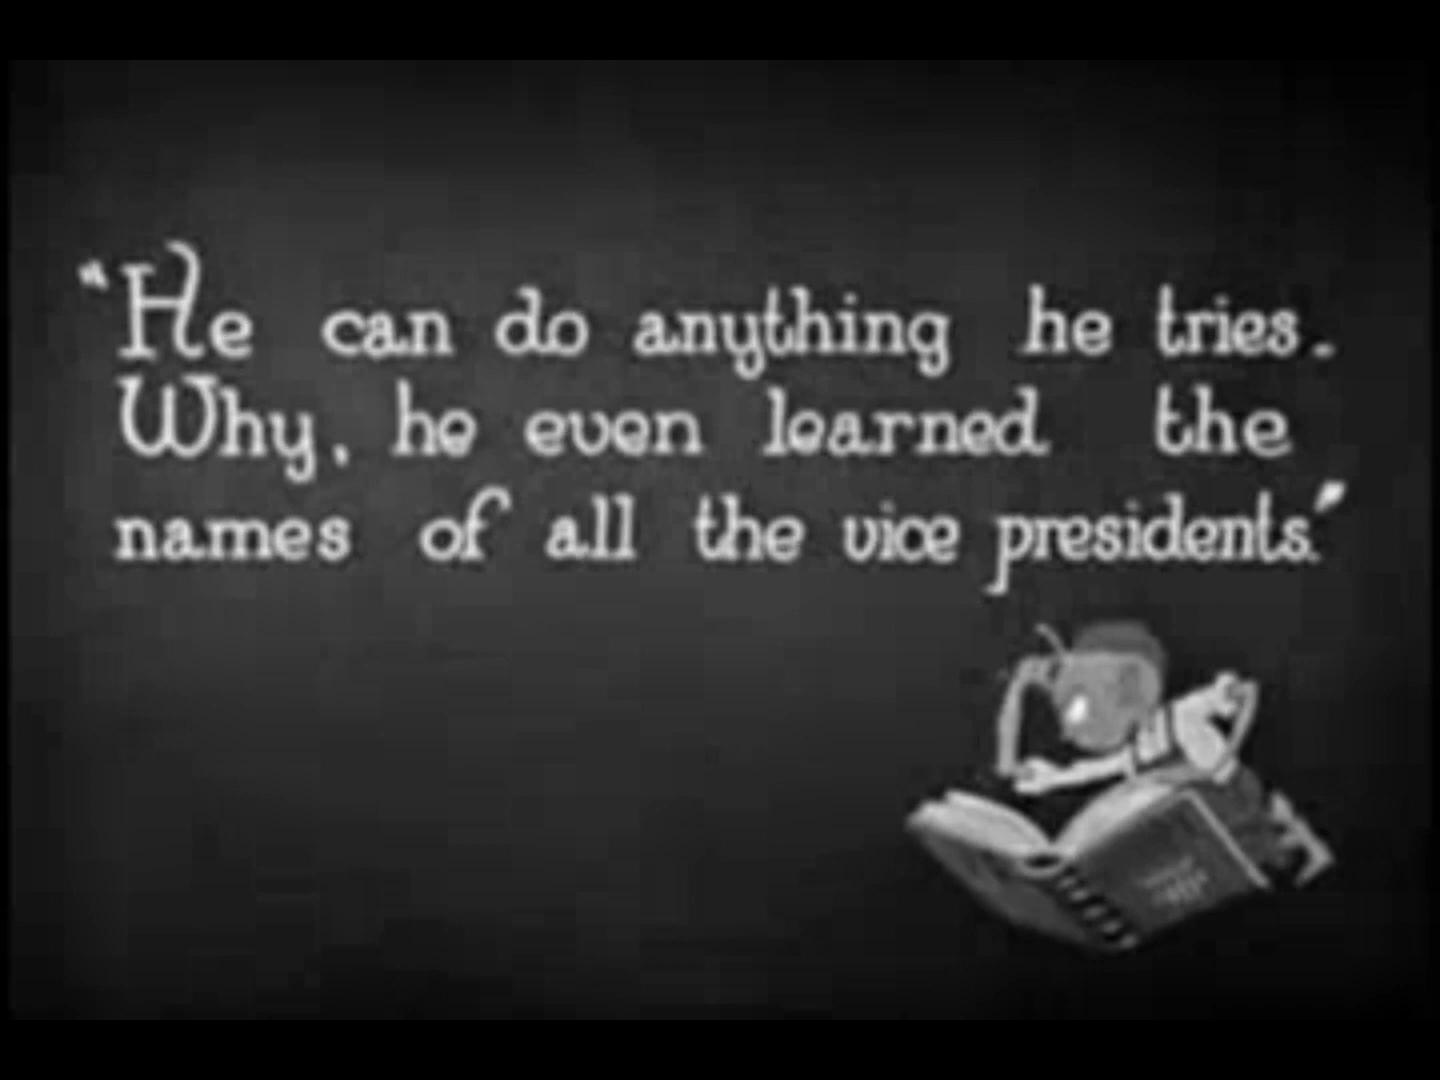 "He can do anything he tries.
Why, he even learned the
names of all the vice presidents."